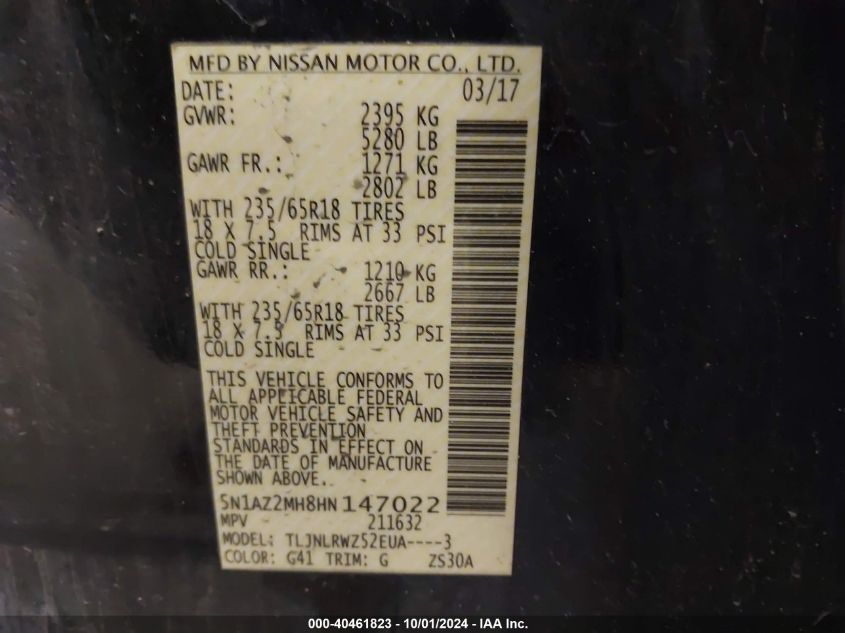 MFD BY NISSAN MOTOR CO., LTD.
DATE: 03/17
GVWR: 2395 KG
5280 LB
GAWR FR.: 1271 KG
2802 LB
WITH 235/65R18 TIRES
18 X 7.5 RIMS AT 33 PSI
COLD SINGLE
GAWR RR.: 1210 KG
2667 LB
WITH 235/65R18 TIRES
18 X 7.5 RIMS AT 33 PSI
COLD SINGLE
THIS VEHICLE CONFORMS TO
ALL APPLICABLE FEDERAL
MOTOR VEHICLE SAFETY AND
THEFT PREVENTION
STANDARDS IN EFFECT ON
THE DATE OF MANUFACTURE
SHOWN ABOVE.
5N1AZ2MH8HN147022
MPV 211632
MODEL: TLJNLRWZ52EUA----3
COLOR: G41 TRIM: G ZS30A
000-40461823 - 10/01/2024 - IAA Inc.